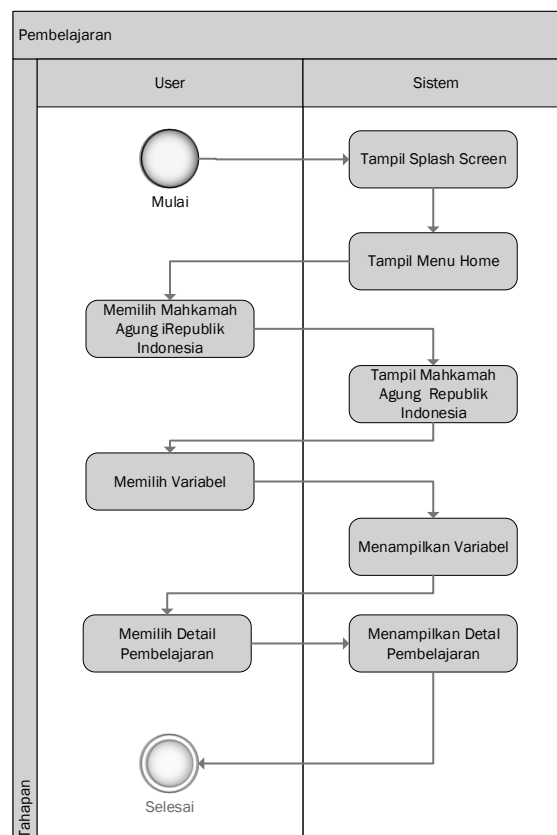 Pembelajaran
User
Sistem
Tampil Splash Screen
Mulai
Tampil Menu Home
Memilih Mahkamah
Agung iRepublik
Indonesia
Tampil Mahkamah
Agung Republik
Indonesia
Memilih Variabel
Menampilkan Variabel
Memilih Detail
Pembelajaran
Menampilkan Detal
Pembelajaran
Selesai
Tahapan